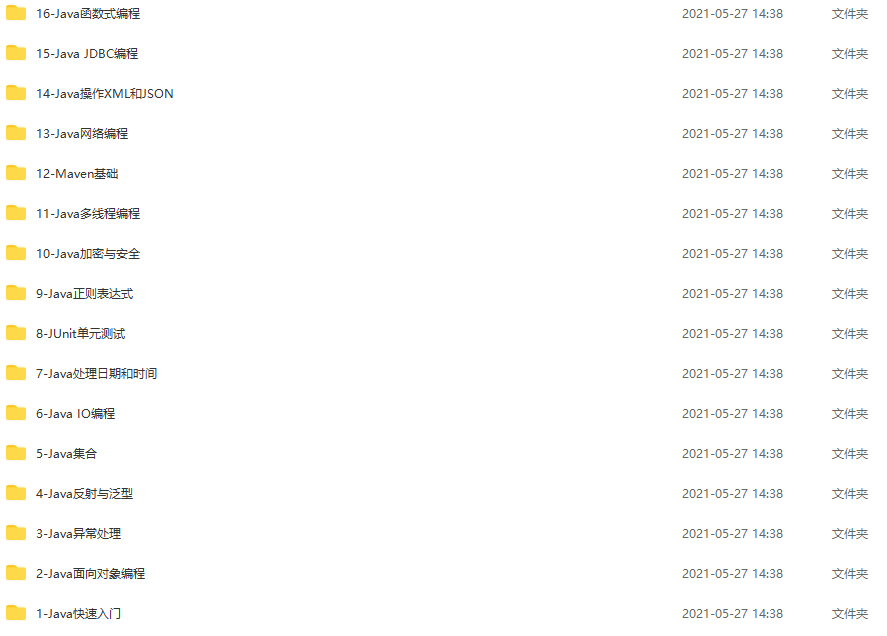 16-Java函数式编程 2021-05-27 14:38 文件夹
15-Java JDBC编程 2021-05-27 14:38 文件夹
14-Java操作XML和JSON 2021-05-27 14:38 文件夹
13-Java网络编程 2021-05-27 14:38 文件夹
12-Maven基础 2021-05-27 14:38 文件夹
11-Java多线程编程 2021-05-27 14:38 文件夹
10-Java加密与安全 2021-05-27 14:38 文件夹
9-Java正则表达式 2021-05-27 14:38 文件夹
8-JUnit单元测试 2021-05-27 14:38 文件夹
7-Java处理日期和时间 2021-05-27 14:38 文件夹
6-Java IO编程 2021-05-27 14:38 文件夹
5-Java集合 2021-05-27 14:38 文件夹
4-Java反射与泛型 2021-05-27 14:38 文件夹
3-Java异常处理 2021-05-27 14:38 文件夹
2-Java面向对象编程 2021-05-27 14:38 文件夹
1-Java快速入门 2021-05-27 14:38 文件夹